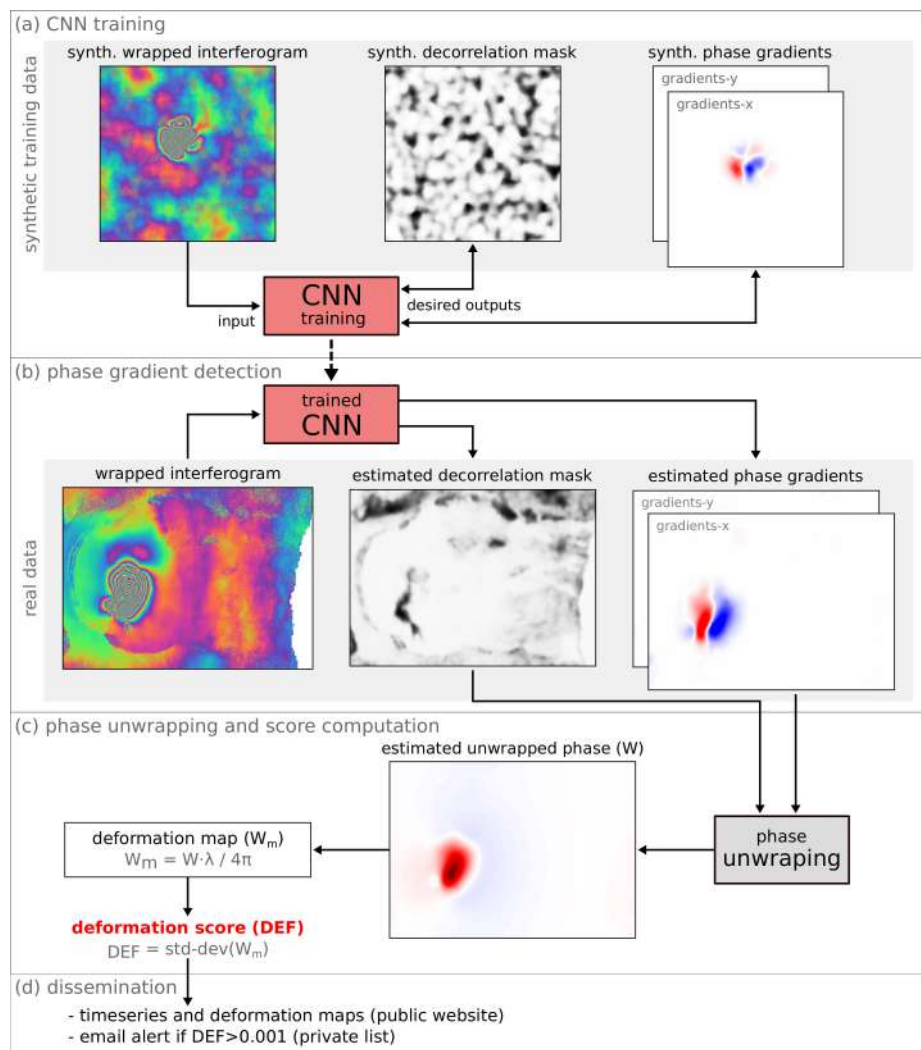 (a) CNN training
synth. wrapped interferogram
synth. decorrelation mask
synth. phase gradients
synthetic training data
gradients-y
gradients-x
CNN
training
input
desired outputs
(b) phase gradient detection
trained
CNN
wrapped interferogram
estimated decorrelation mask
estimated phase gradients
real data
gradients-y
gradients-x
(c) phase unwrapping and score computation
estimated unwrapped phase (W)
phase
unwraping
deformation map (Wₘ)
Wₘ = W·λ / 4π
deformation score (DEF)
DEF = std-dev(Wₘ)
(d) dissemination
- timeseries and deformation maps (public website)
- email alert if DEF>0.001 (private list)